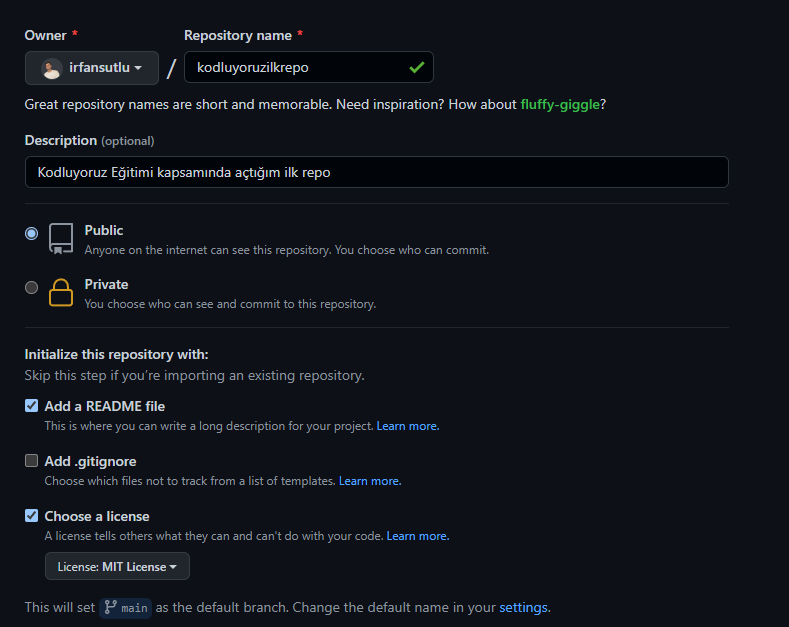 Owner * Repository name *
irfansutlu / kodluyoruzilkrepo
Great repository names are short and memorable. Need inspiration? How about fluffy-giggle?
Description (optional)
Kodluyoruz Eğitimi kapsamında açtığım ilk repo
Public
Anyone on the internet can see this repository. You choose who can commit.
Private
You choose who can see and commit to this repository.
Initialize this repository with:
Skip this step if you're importing an existing repository.
Add a README file
This is where you can write a long description for your project. Learn more.
Add .gitignore
Choose which files not to track from a list of templates. Learn more.
Choose a license
A license tells others what they can and can't do with your code. Learn more.
License: MIT License
This will set main as the default branch. Change the default name in your settings.